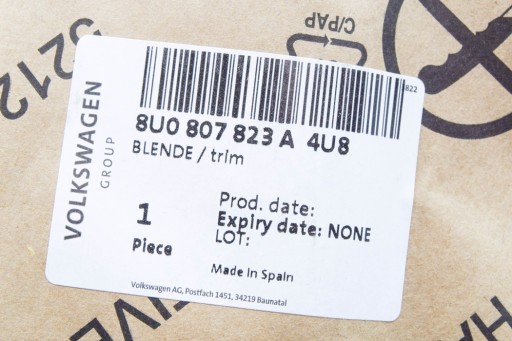 C/PAP
5212
822
VOLKSWAGEN
GROUP
8U0 807 823 A 4U8
BLENDE / trim
1
Piece
Prod. date:
Expiry date: NONE
LOT:
Made In Spain
Volkswagen AG, Postfach 1451, 34219 Baunatal